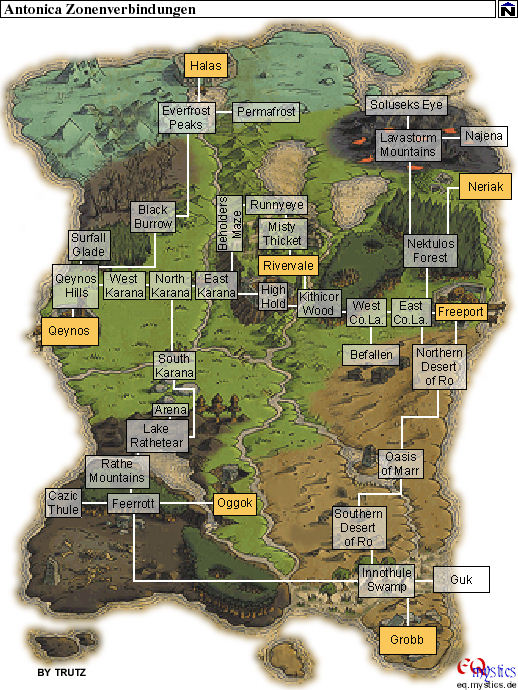 Antonica Zonenverbindungen
N
Halas
Everfrost
Peaks
Permafrost
Soluseks Eye
Lavastorm
Mountains
Najena
Neriak
Black
Burrow
Beholders
Maze
Runnyeye
Misty
Thicket
Surfall
Glade
Nektulos
Forest
Rivervale
Qeynos
Hills
West
Karana
North
Karana
East
Karana
High
Hold
Kithicor
Wood
West
Co.La.
East
Co.La.
Freeport
Qeynos
Befallen
Northern
Desert
of Ro
South
Karana
Arena
Lake
Rathetear
Oasis
of Marr
Rathe
Mountains
Cazic
Thule
Feerrott
Oggok
Southern
Desert
of Ro
Innothule
Swamp
Guk
Grobb
BY TRUTZ
EQ
mystics
eq.mystics.de